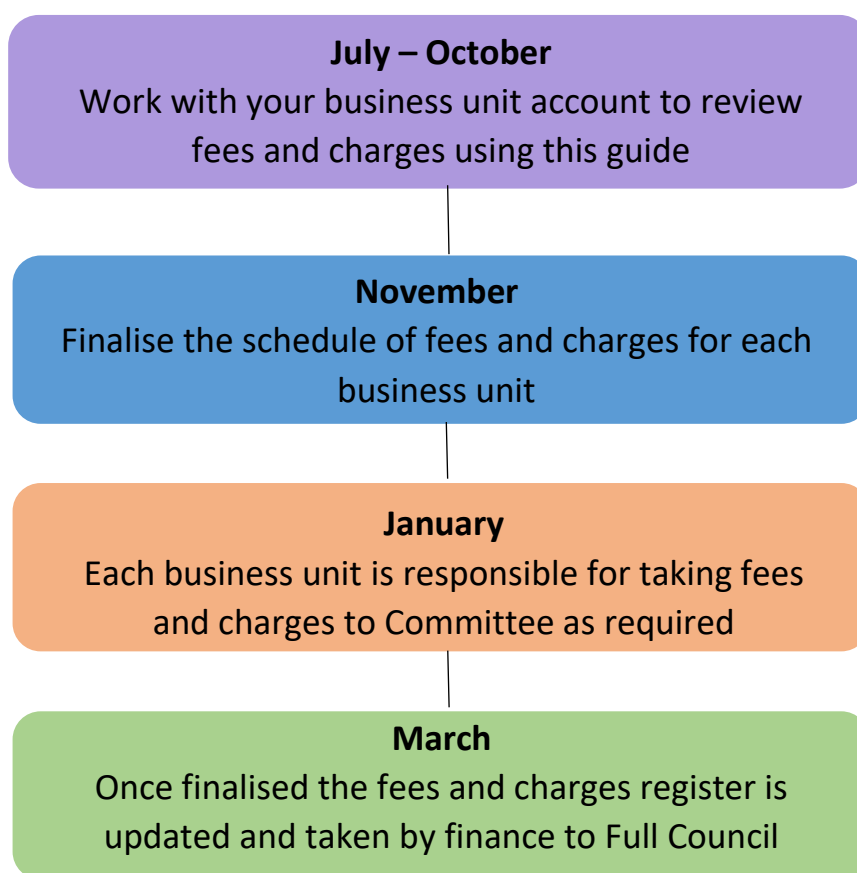 July – October
Work with your business unit account to review
fees and charges using this guide
November
Finalise the schedule of fees and charges for each
business unit
January
Each business unit is responsible for taking fees
and charges to Committee as required
March
Once finalised the fees and charges register is
updated and taken by finance to Full Council